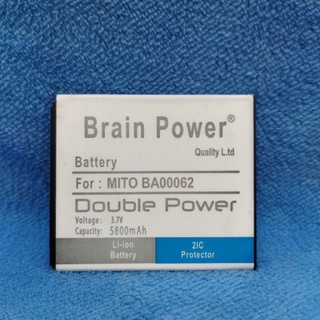 Brain Power®
Quality L.td
Battery
For : MITO BA00062
Double Power
Voltage : 3.7V
Capacity: 5800mAh
Li-ion Battery
2IC Protector